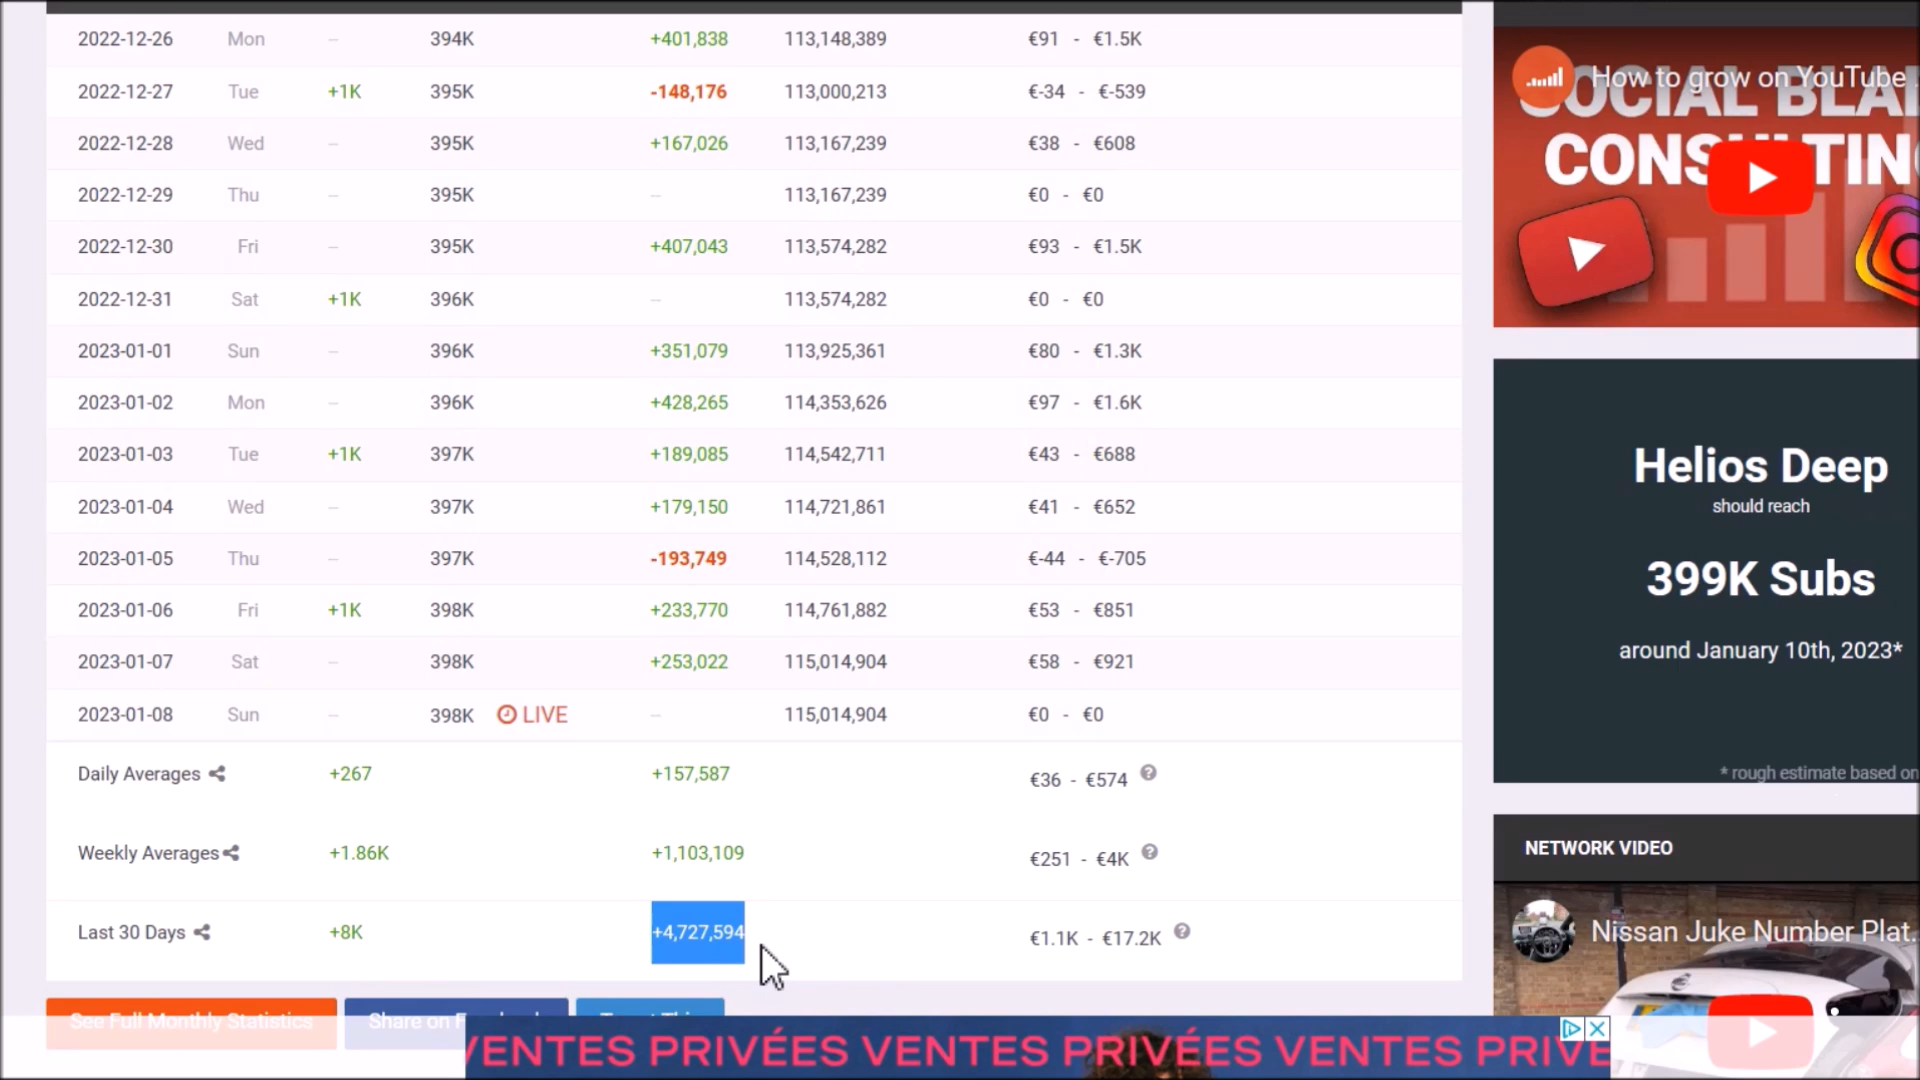 2022-12-26 Mon -- 394K +401,838 113,148,389 €91 - €1.5K
2022-12-27 Tue +1K 395K -148,176 113,000,213 €-34 - €-539
2022-12-28 Wed -- 395K +167,026 113,167,239 €38 - €608
2022-12-29 Thu -- 395K -- 113,167,239 €0 - €0
2022-12-30 Fri -- 395K +407,043 113,574,282 €93 - €1.5K
2022-12-31 Sat +1K 396K -- 113,574,282 €0 - €0
2023-01-01 Sun -- 396K +351,079 113,925,361 €80 - €1.3K
2023-01-02 Mon -- 396K +428,265 114,353,626 €97 - €1.6K
2023-01-03 Tue +1K 397K +189,085 114,542,711 €43 - €688
2023-01-04 Wed -- 397K +179,150 114,721,861 €41 - €652
2023-01-05 Thu -- 397K -193,749 114,528,112 €-44 - €-705
2023-01-06 Fri +1K 398K +233,770 114,761,882 €53 - €851
2023-01-07 Sat -- 398K +253,022 115,014,904 €58 - €921
2023-01-08 Sun -- 398K LIVE -- 115,014,904 €0 - €0
Daily Averages +267 +157,587 €36 - €574 ?
Weekly Averages +1.86K +1,103,109 €251 - €4K ?
Last 30 Days +8K +4,727,594 €1.1K - €17.2K ?
See Full Monthly Statistics
Share on F
VENTES PRIVÉES VENTES PRIVÉES VENTES PRIVÉ
How to grow on YouTube
SOCIAL BLA
CONS TIN
Helios Deep
should reach
399K Subs
around January 10th, 2023*
* rough estimate based on
NETWORK VIDEO
Nissan Juke Number Plat...